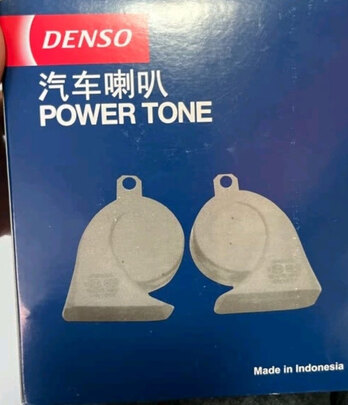 DENSO
汽车喇叭
POWER TONE
Made in Indonesia